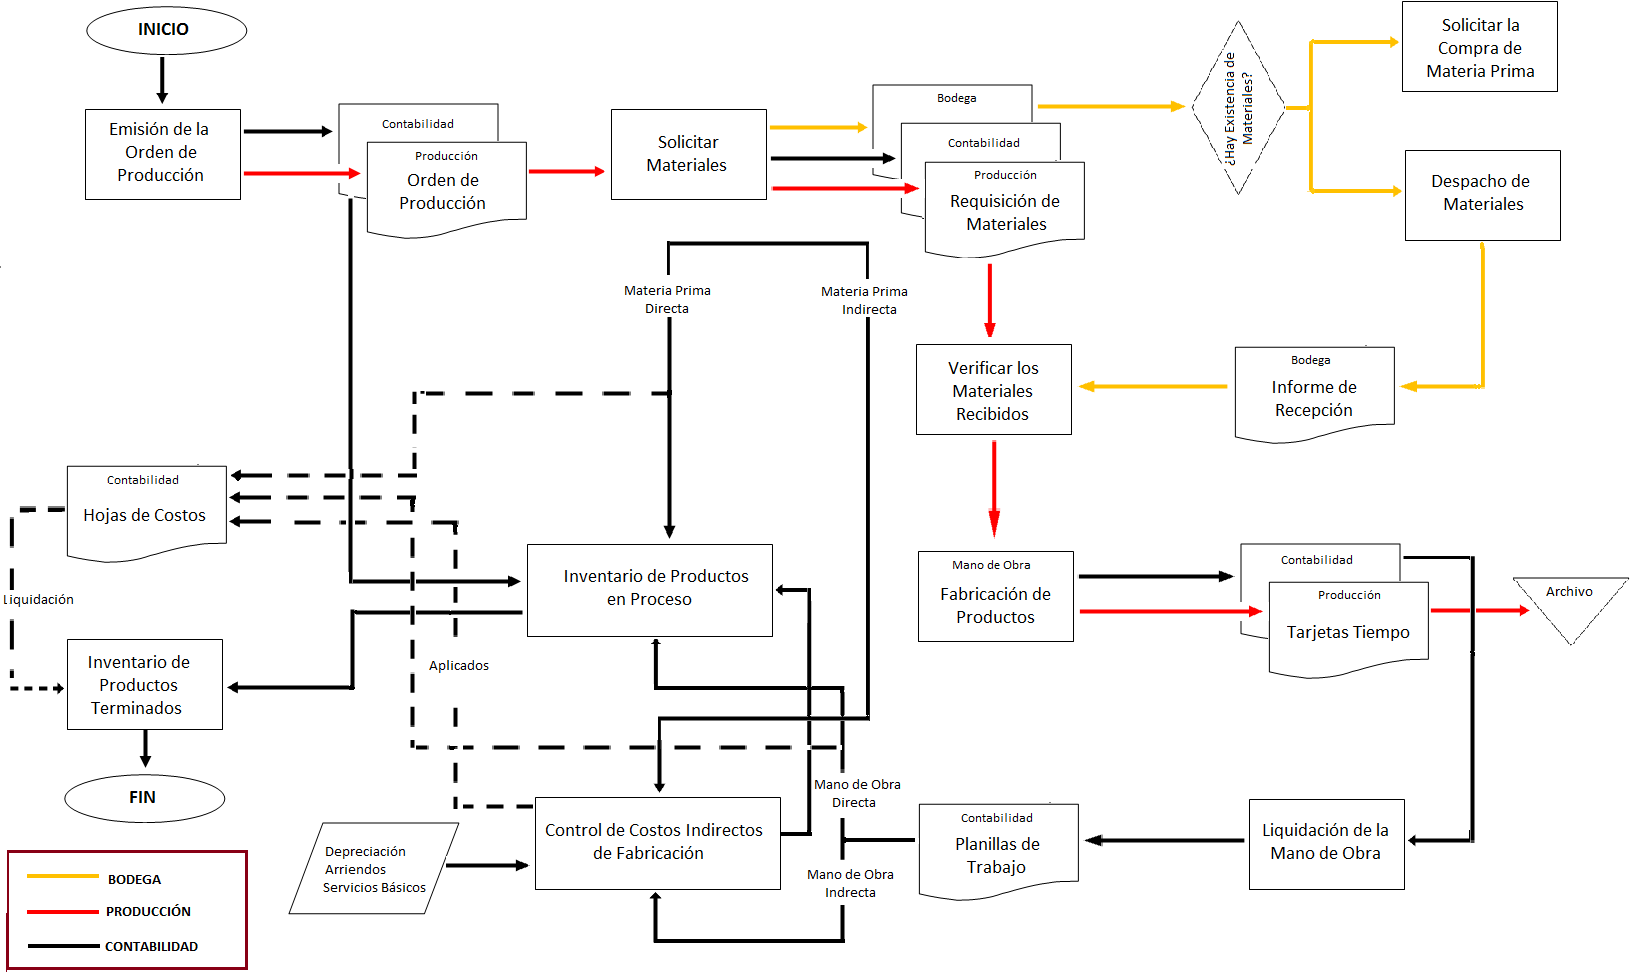 INICIO
Emisión de la
Orden de
Producción
Contabilidad
Producción
Orden de
Producción
Solicitar
Materiales
Bodega
Contabilidad
Producción
Requisición de
Materiales
¿Hay Existencia de
Materiales?
Solicitar la
Compra de
Materia Prima
Despacho de
Materiales
Materia Prima
Directa
Materia Prima
Indirecta
Verificar los
Materiales
Recibidos
Bodega
Informe de
Recepción
Contabilidad
Hojas de Costos
Liquidación
Inventario de Productos
en Proceso
Mano de Obra
Fabricación de
Productos
Contabilidad
Producción
Tarjetas Tiempo
Archivo
Inventario de
Productos
Terminados
Aplicados
FIN
Mano de Obra
Directa
Control de Costos Indirectos
de Fabricación
Contabilidad
Planillas de
Trabajo
Liquidación de la
Mano de Obra
Depreciación
Arriendos
Servicios Básicos
Mano de Obra
Indrecta
BODEGA
PRODUCCIÓN
CONTABILIDAD